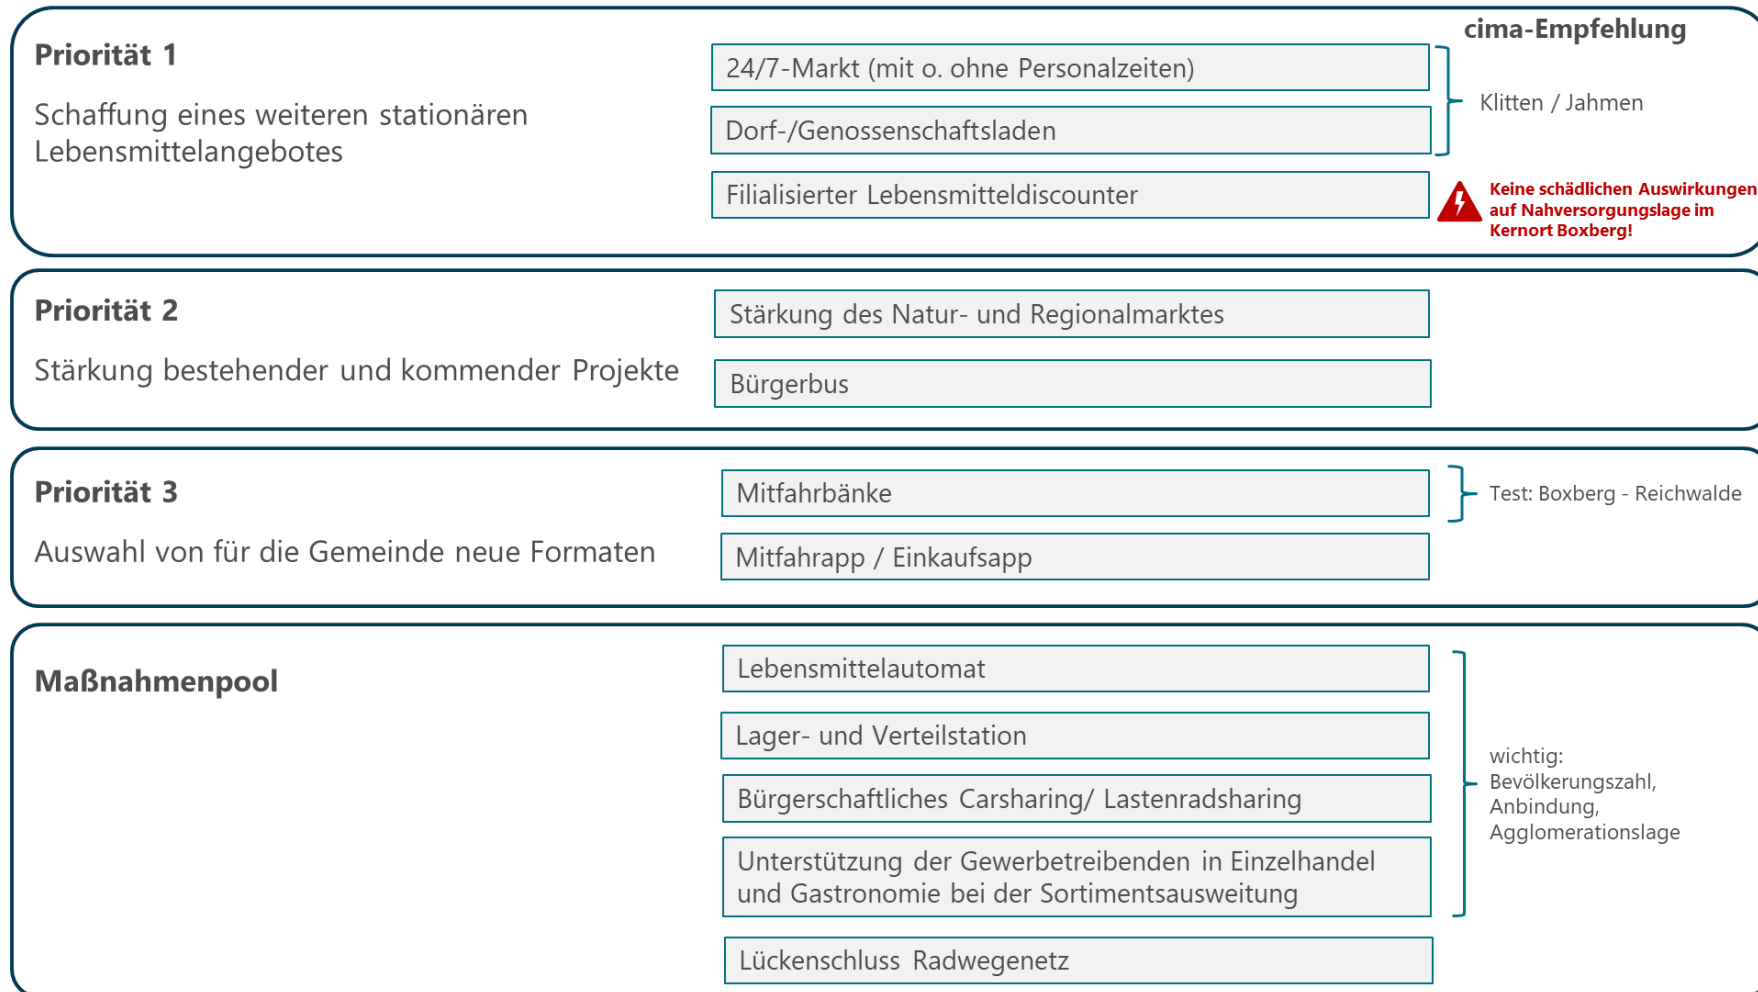 cima-Empfehlung
Priorität 1
Schaffung eines weiteren stationären
Lebensmittelangebotes
24/7-Markt (mit o. ohne Personalzeiten)
Dorf-/Genossenschaftsladen
Klitten / Jahmen
Filialisierter Lebensmitteldiscounter
Keine schädlichen Auswirkungen
auf Nahversorgungslage im
Kernort Boxberg!
Priorität 2
Stärkung bestehender und kommender Projekte
Stärkung des Natur- und Regionalmarktes
Bürgerbus
Priorität 3
Auswahl von für die Gemeinde neue Formaten
Mitfahrbänke
Test: Boxberg - Reichwalde
Mitfahrapp / Einkaufsapp
Maßnahmenpool
Lebensmittelautomat
Lager- und Verteilstation
Bürgerschaftliches Carsharing/ Lastenradsharing
Unterstützung der Gewerbetreibenden in Einzelhandel
und Gastronomie bei der Sortimentsausweitung
wichtig:
Bevölkerungszahl,
Anbindung,
Agglomerationslage
Lückenschluss Radwegenetz